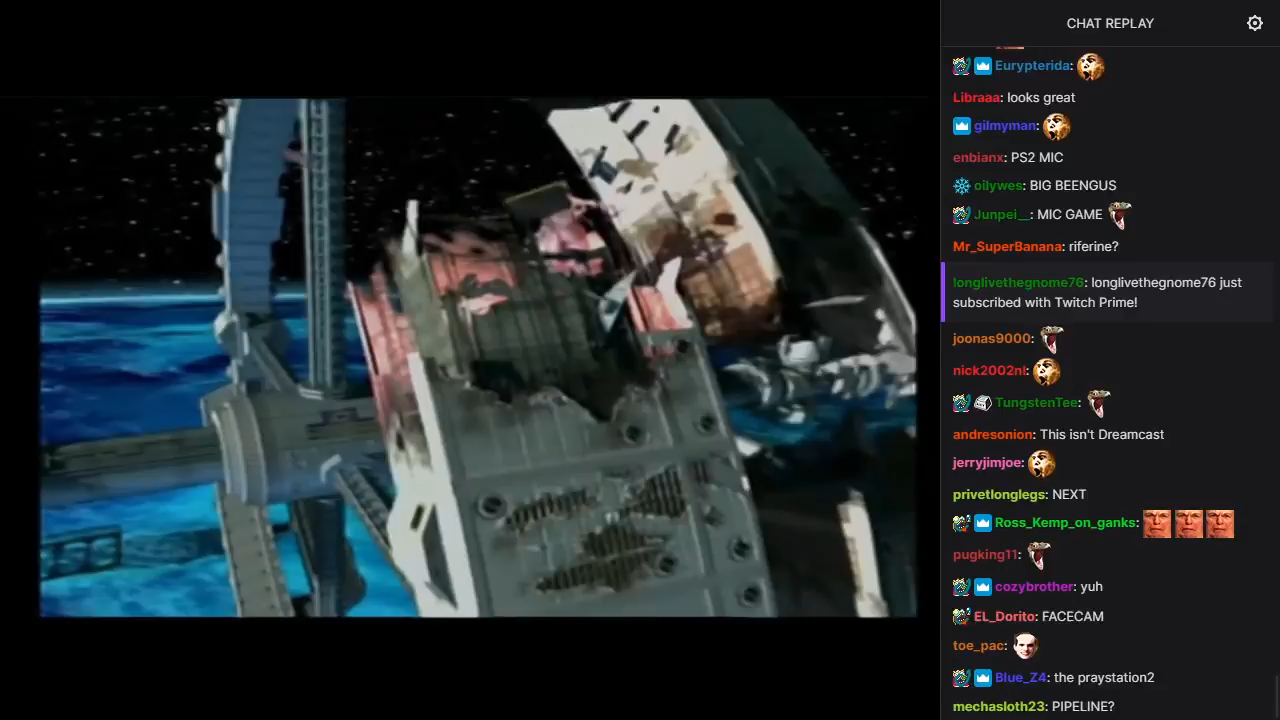 CHAT REPLAY
Eurypterida:
Libraaa: looks great
gilmyman:
enbianx: PS2 MIC
oilywes: BIG BEENGUS
Junpei__: MIC GAME
Mr_SuperBanana: riferine?
longlivethegnome76: longlivethegnome76 just
subscribed with Twitch Prime!
joonas9000:
nick2002nl:
TungstenTee:
andresonion: This isn't Dreamcast
jerryjimjoe:
privetlonglegs: NEXT
Ross_Kemp_on_ganks:
pugking11:
cozybrother: yuh
EL_Dorito: FACECAM
toe_pac:
Blue_Z4: the praystation2
mechasloth23: PIPELINE?